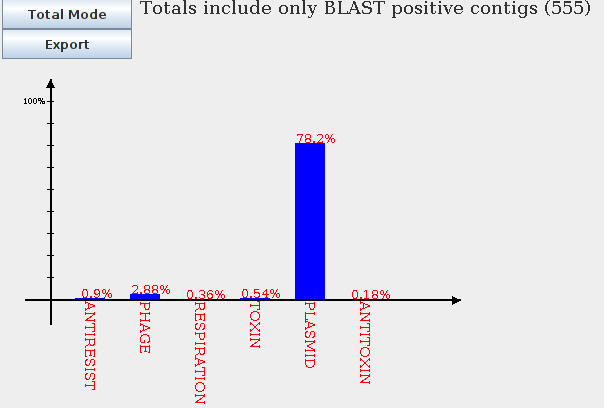 Total Mode
Totals include only BLAST positive contigs (555)
Export
100%
78.2%
0.9%
2.88%
0.36%
0.54%
0.18%
ANTIRESIST
PHAGE
RESPIRATION
TOXIN
PLASMID
ANTITOXIN